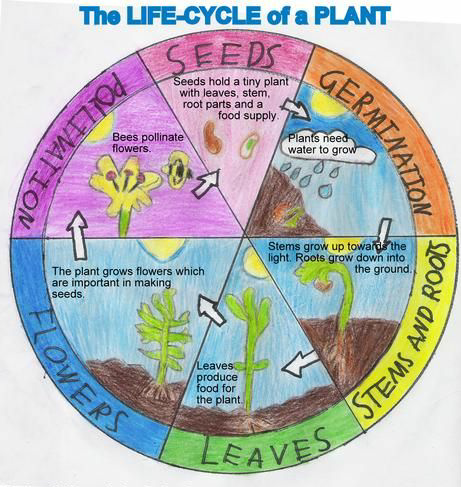 The LIFE-CYCLE of a PLANT
SEEDS
Seeds hold a tiny plant
with leaves, stem,
root parts and a
food supply.
GERMINATION
Plants need
water to grow
STEMS AND ROOTS
Stems grow up towards the
light. Roots grow down into
the ground.
LEAVES
Leaves
produce
food for
the plant.
FLOWERS
The plant grows flowers which
are important in making
seeds.
POLLINATION
Bees pollinate
flowers.